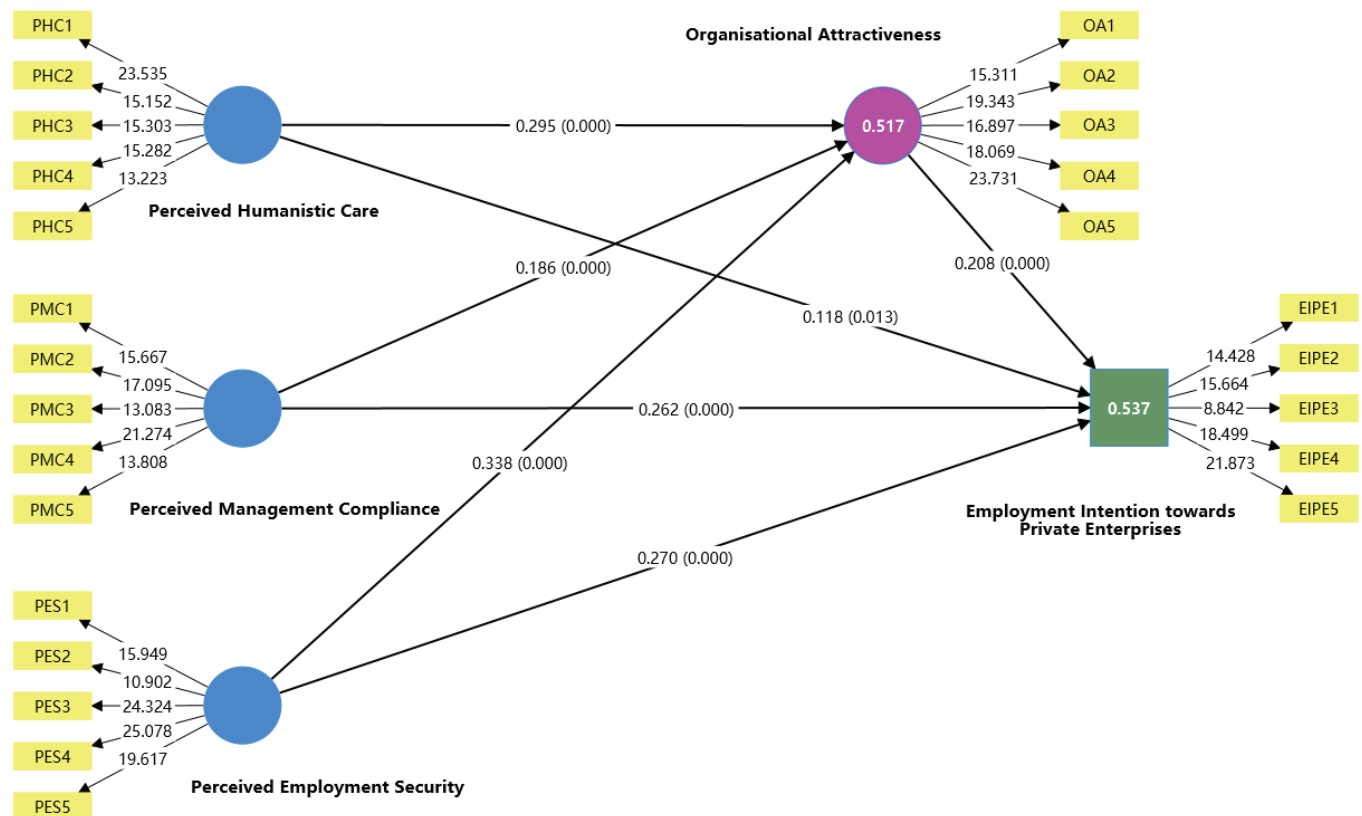 PHC1
PHC2
PHC3
PHC4
PHC5
23.535
15.152
15.303
15.282
13.223
Perceived Humanistic Care
Organisational Attractiveness
0.517
OA1
OA2
OA3
OA4
OA5
15.311
19.343
16.897
18.069
23.731
0.295 (0.000)
0.186 (0.000)
0.118 (0.013)
0.208 (0.000)
PMC1
PMC2
PMC3
PMC4
PMC5
15.667
17.095
13.083
21.274
13.808
Perceived Management Compliance
0.262 (0.000)
0.338 (0.000)
0.270 (0.000)
0.537
EIPE1
EIPE2
EIPE3
EIPE4
EIPE5
14.428
15.664
8.842
18.499
21.873
Employment Intention towards
Private Enterprises
PES1
PES2
PES3
PES4
PES5
15.949
10.902
24.324
25.078
19.617
Perceived Employment Security